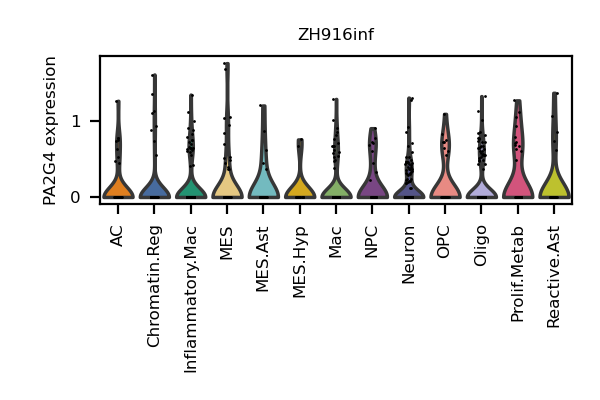 ZH916inf
PA2G4 expression
1
0
AC
Chromatin.Reg
Inflammatory.Mac
MES
MES.Ast
MES.Hyp
Mac
NPC
Neuron
OPC
Oligo
Prolif.Metab
Reactive.Ast